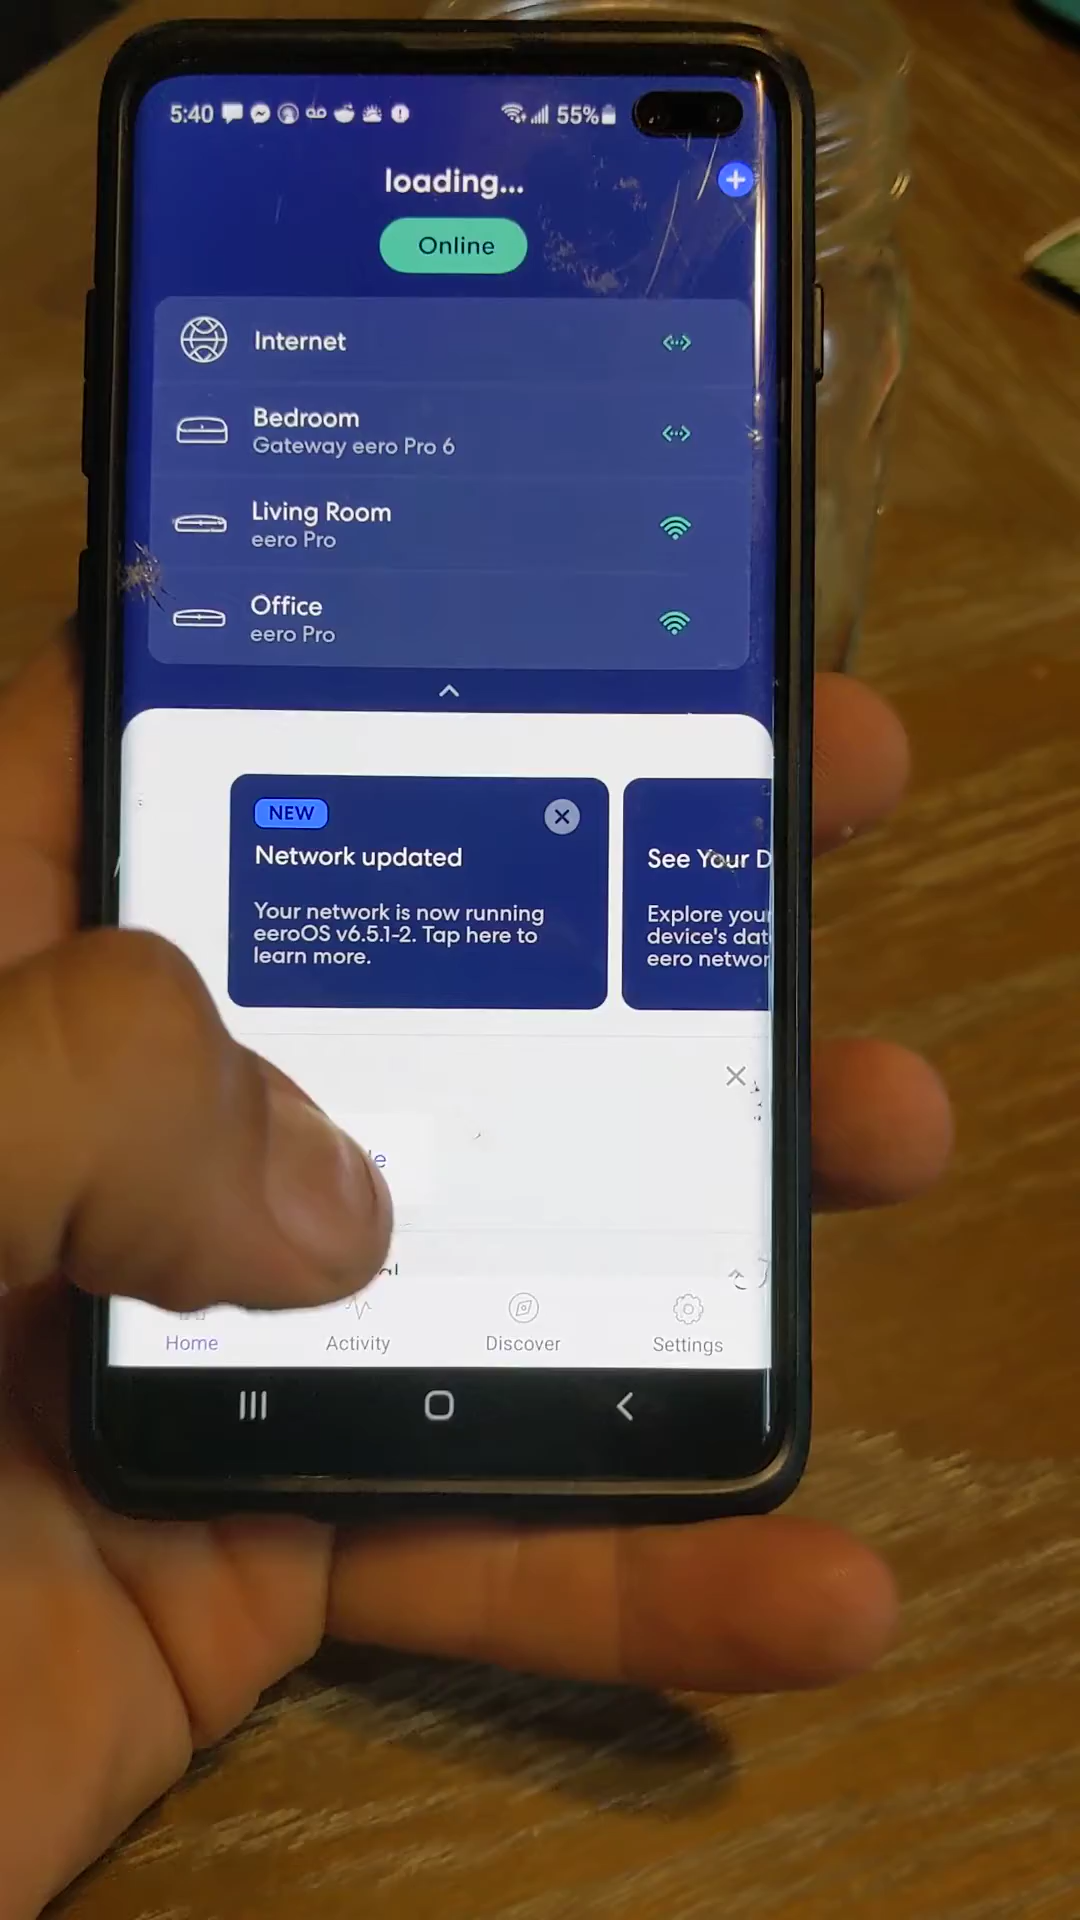 5:40
55%
loading...
Online
Internet
Bedroom
Gateway eero Pro 6
Living Room
eero Pro
Office
eero Pro
NEW
Network updated
Your network is now running
eeroOS v6.5.1-2. Tap here to
learn more.
See Your D
Explore your
device's dat
eero networ
Home
Activity
Discover
Settings